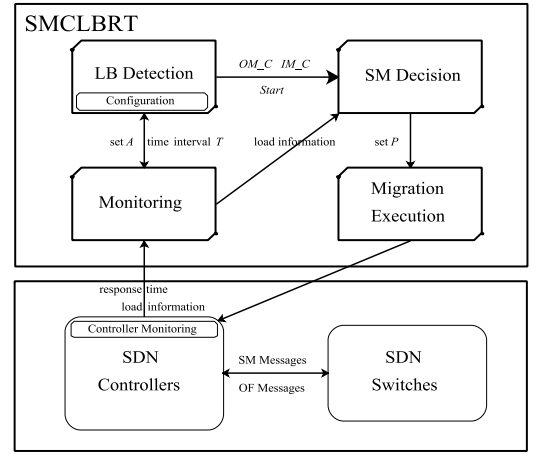 SMCLBRT
LB Detection
Configuration
OM_C IM_C
Start
SM Decision
set A time interval T
load information
set P
Monitoring
Migration
Execution
response time
load information
Controller Monitoring
SDN
Controllers
SM Messages
OF Messages
SDN
Switches